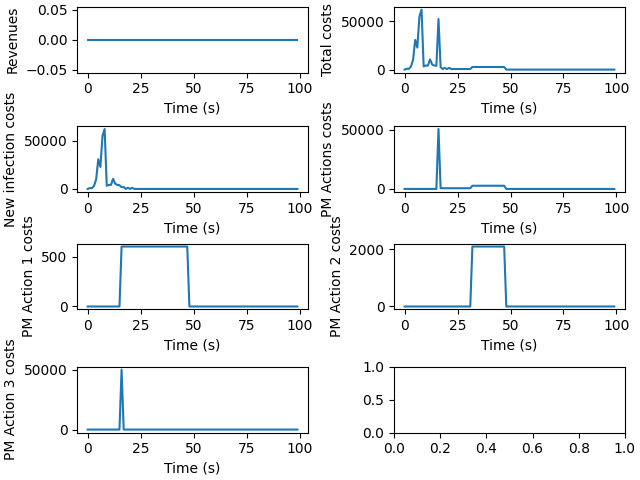 Revenues
0.05
0.00
−0.05
0 25 50 75 100
Time (s)
Total costs
50000
0
0 25 50 75 100
Time (s)
New infection costs
50000
0
0 25 50 75 100
Time (s)
PM Actions costs
50000
0
0 25 50 75 100
Time (s)
PM Action 1 costs
500
0
0 25 50 75 100
Time (s)
PM Action 2 costs
2000
0
0 25 50 75 100
Time (s)
PM Action 3 costs
50000
0
0 25 50 75 100
Time (s)
1.0
0.5
0.0
0.0 0.2 0.4 0.6 0.8 1.0